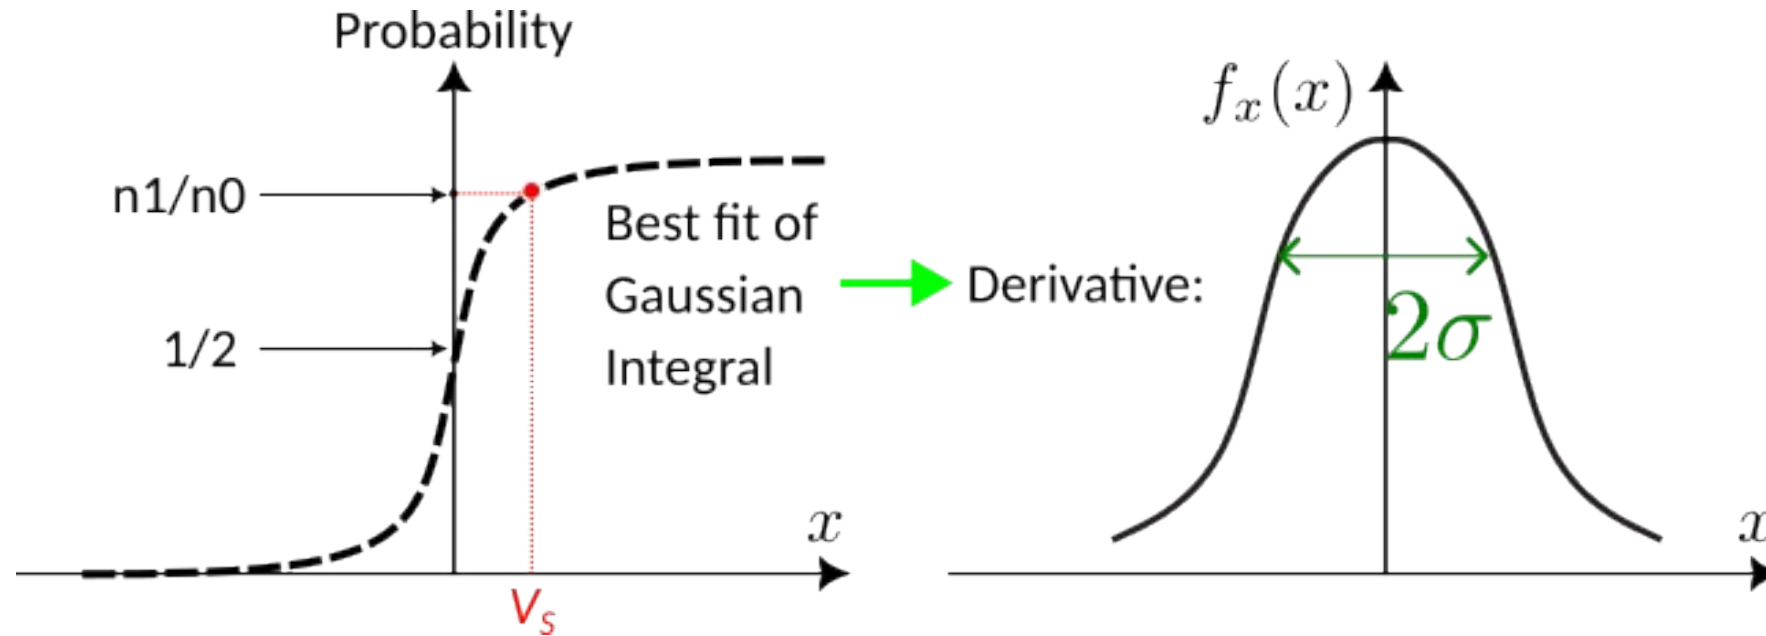 Probability
n1/n0
1/2
Best fit of
Gaussian
Integral
x
V_S
Derivative:
f_x(x)
2σ
x